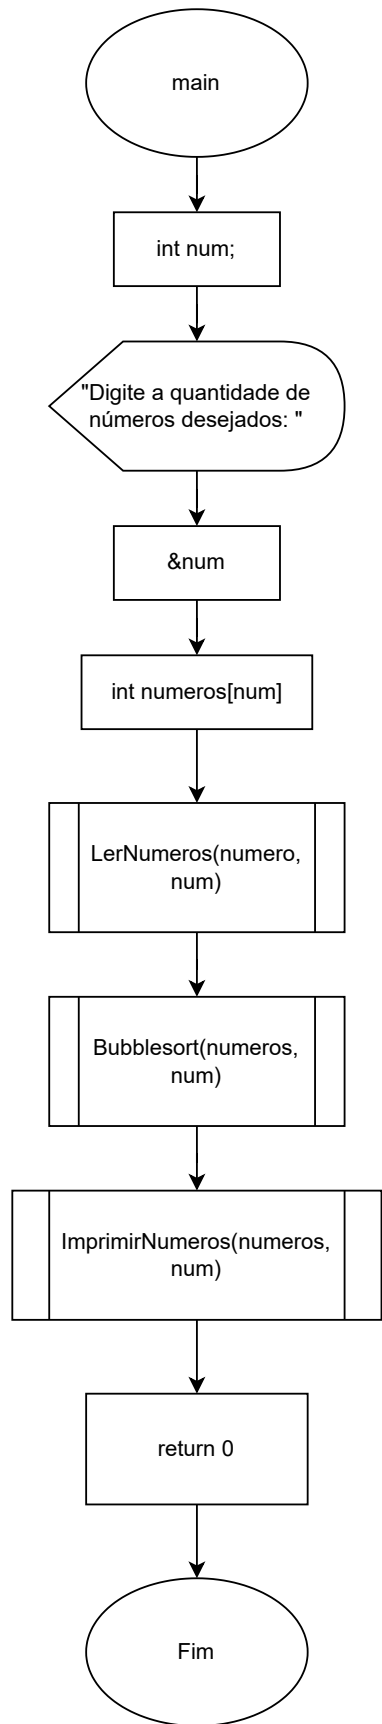 main
int num;
"Digite a quantidade de
números desejados: "
&num
int numeros[num]
LerNumeros(numero,
num)
Bubblesort(numeros,
num)
ImprimirNumeros(numeros,
num)
return 0
Fim